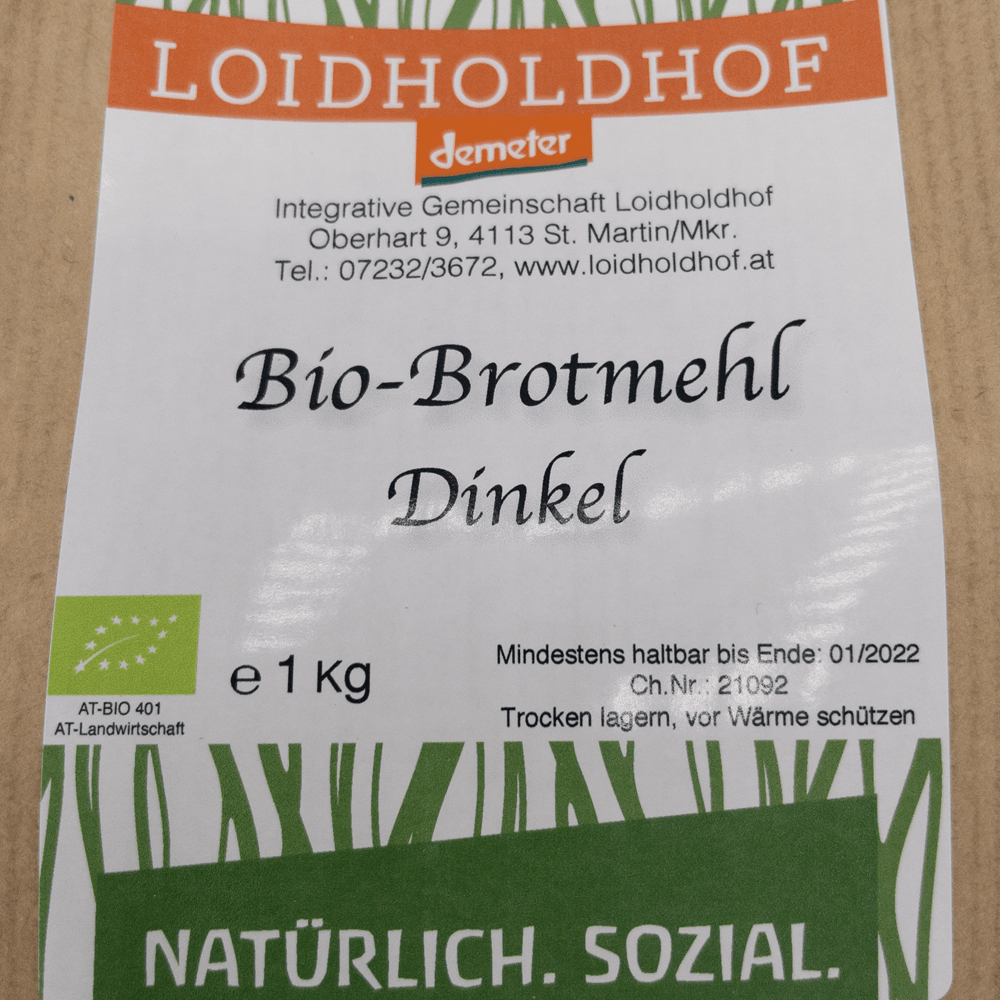 LOIDHOLDHOF
demeter
Integrative Gemeinschaft Loidholdhof
Oberhart 9, 4113 St. Martin/Mkr.
Tel.: 07232/3672, www.loidholdhof.at
Bio-Brotmehl
Dinkel
AT-BIO 401
AT-Landwirtschaft
e 1 Kg
Mindestens haltbar bis Ende: 01/2022
Ch.Nr.: 21092
Trocken lagern, vor Wärme schützen
NATÜRLICH. SOZIAL.